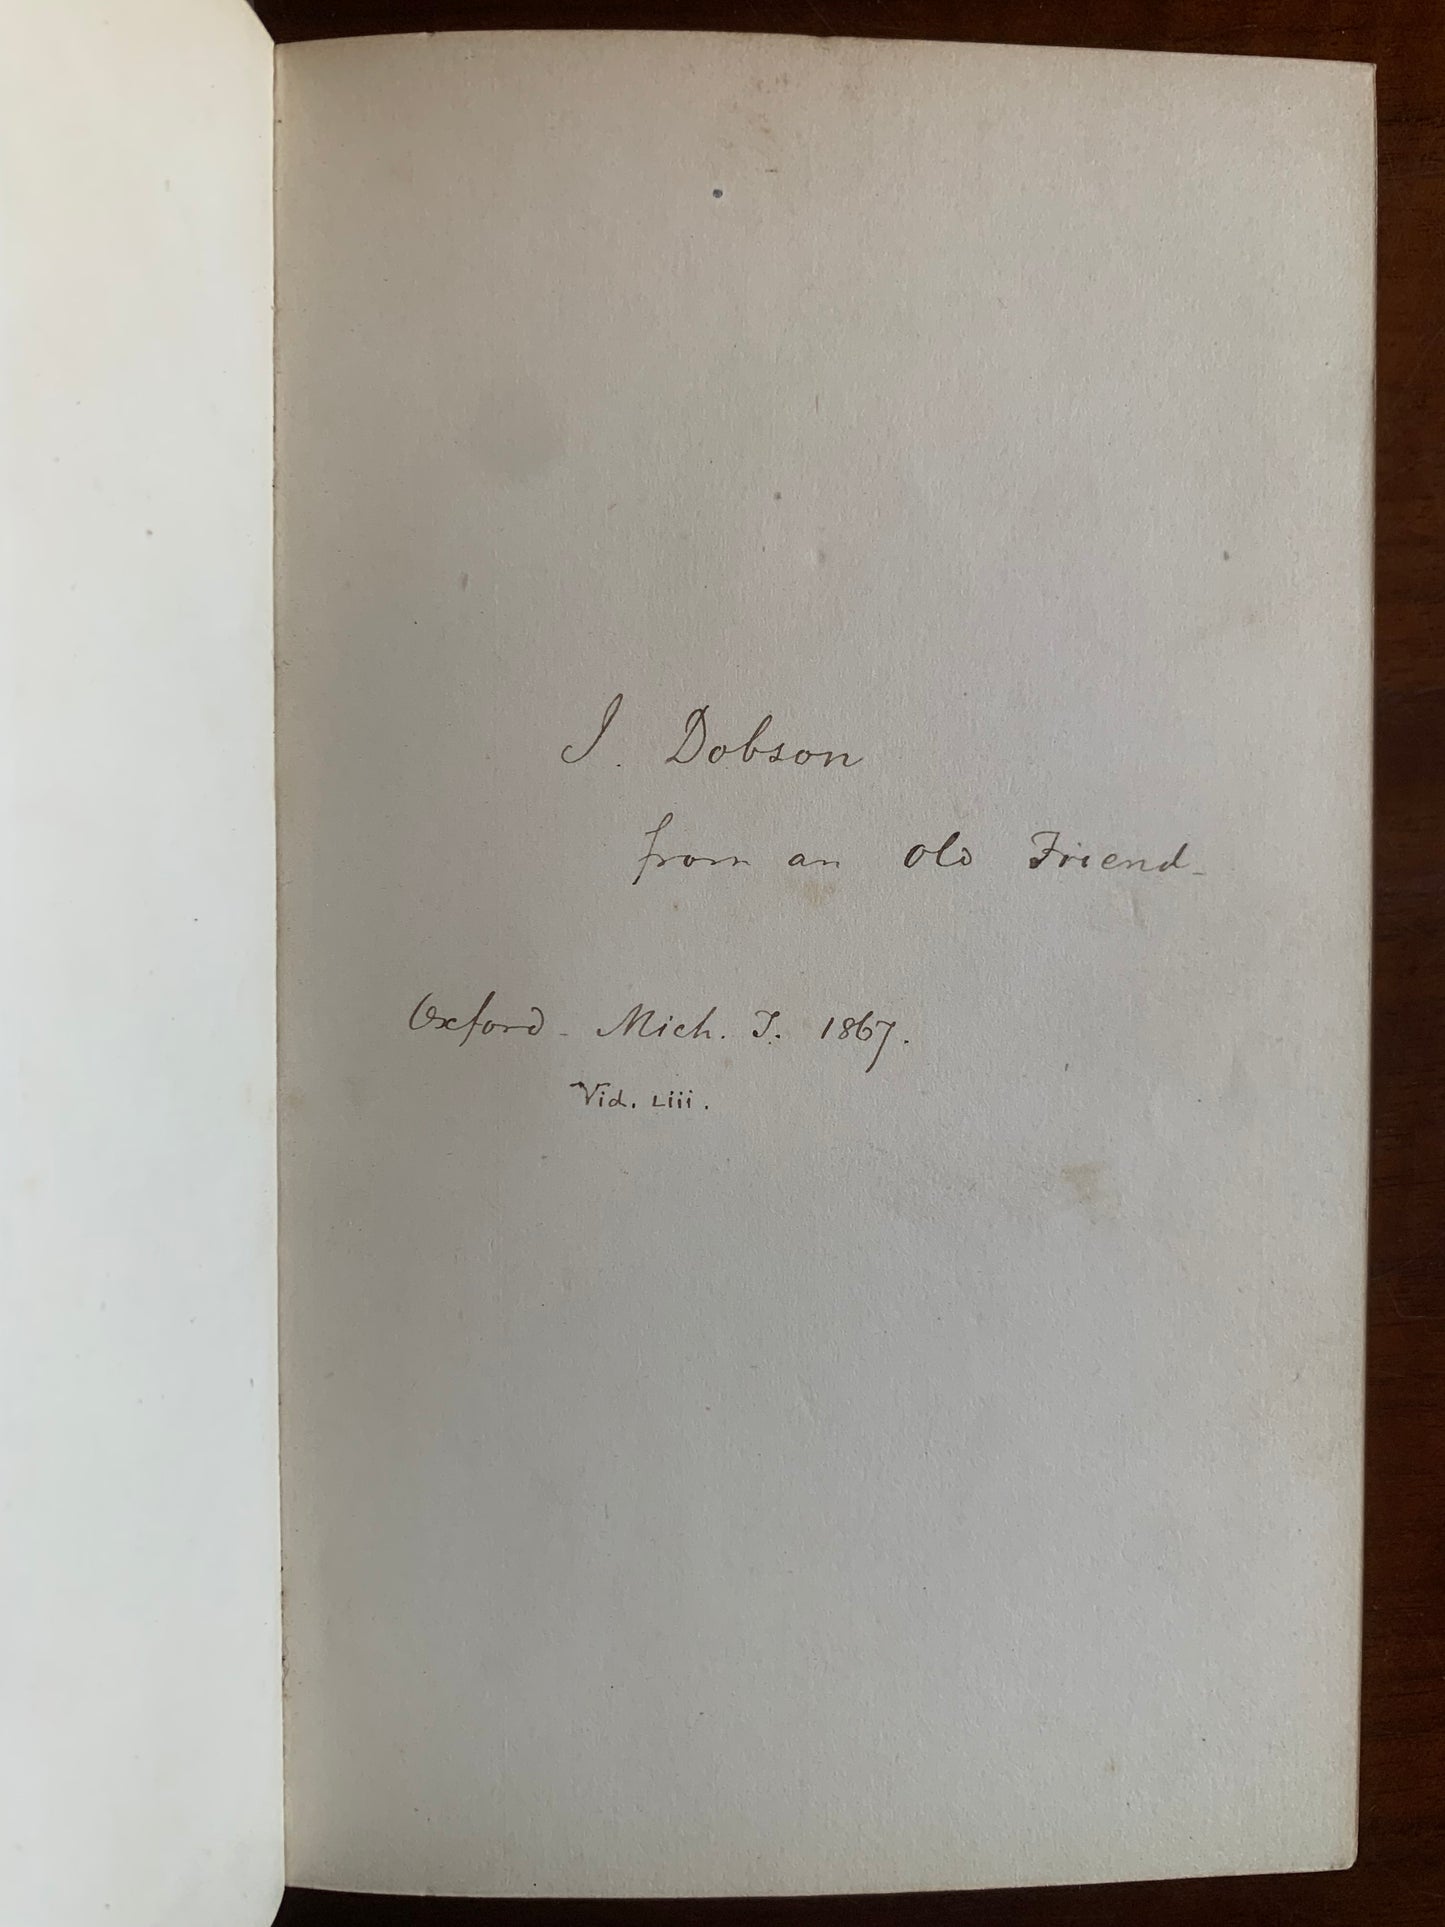 J. Dobson
from an old Friend-
Oxford - Mich. T. 1867.
Vid. Liii.